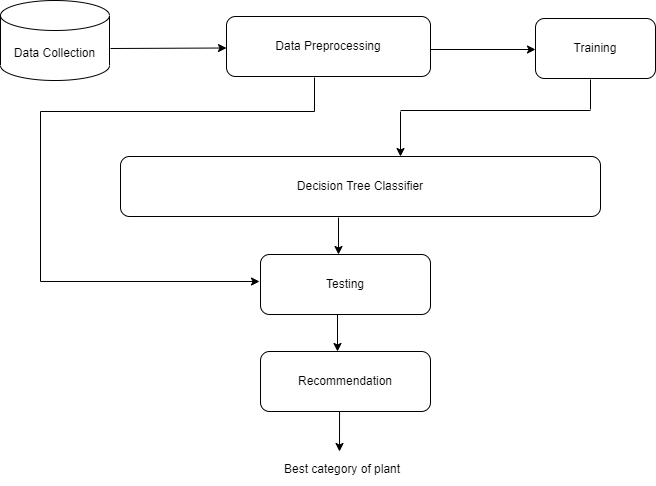 Data Collection
Data Preprocessing
Training
Decision Tree Classifier
Testing
Recommendation
Best category of plant